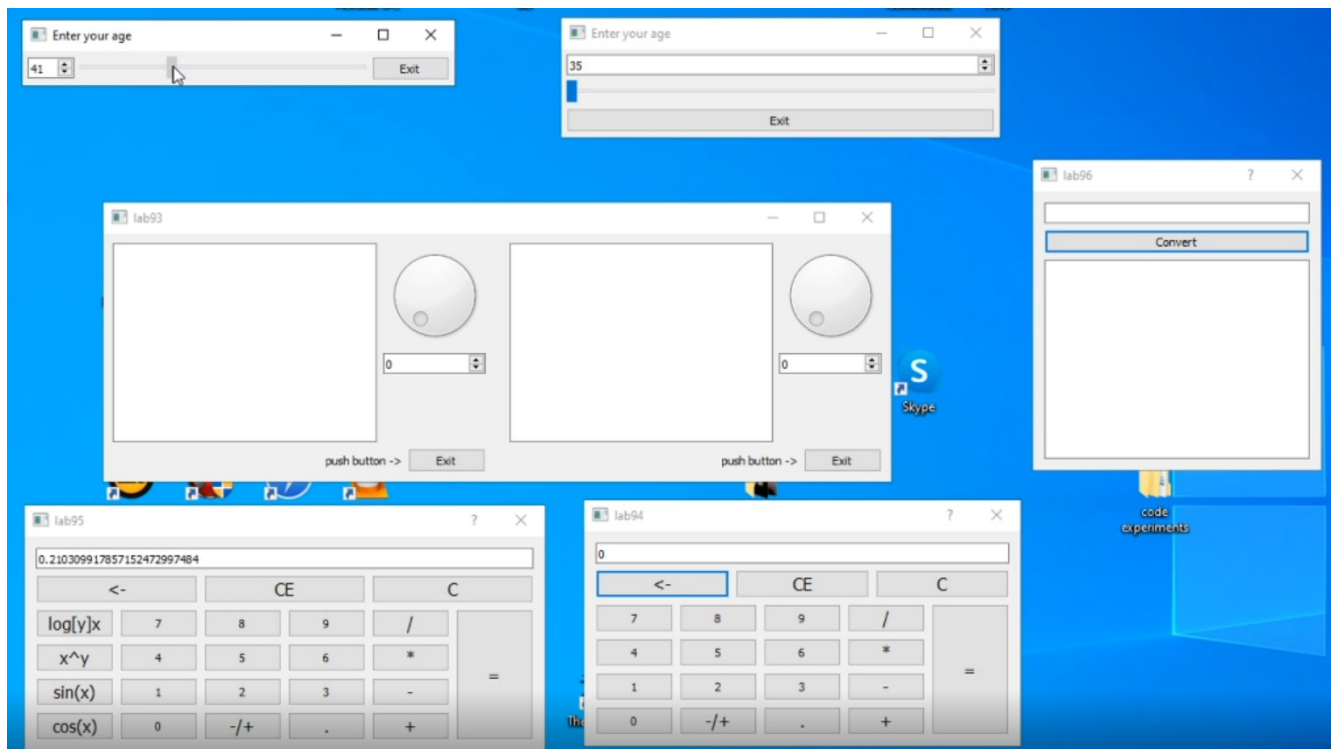 Enter your age
41
Exit
Enter your age
35
Exit
lab96
?
Convert
lab93
0
0
push button -> Exit
push button -> Exit
S
Skype
code
experiments
lab95
?
0.210309917857152472997484
<- CE C
log[y]x 7 8 9 /
x^y 4 5 6 *
=
sin(x) 1 2 3 -
cos(x) 0 -/+ . +
lab94
?
0
<- CE C
7 8 9 /
4 5 6 *
=
1 2 3 -
0 -/+ . +